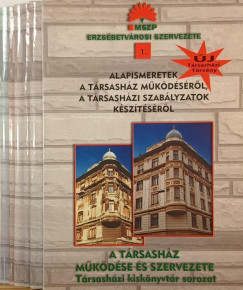 MSZP
ERZSÉBETVÁROSI SZERVEZETE
1.
ÚJ
Társasházi
Törvény
ALAPISMERETEK
A TÁRSASHÁZ MŰKÖDÉSÉRŐL,
A TÁRSASHÁZI SZABÁLYZATOK
KÉSZÍTÉSÉRŐL
A TÁRSASHÁZ
MŰKÖDÉSE ÉS SZERVEZETE
Társasházi kiskönyvtár sorozat